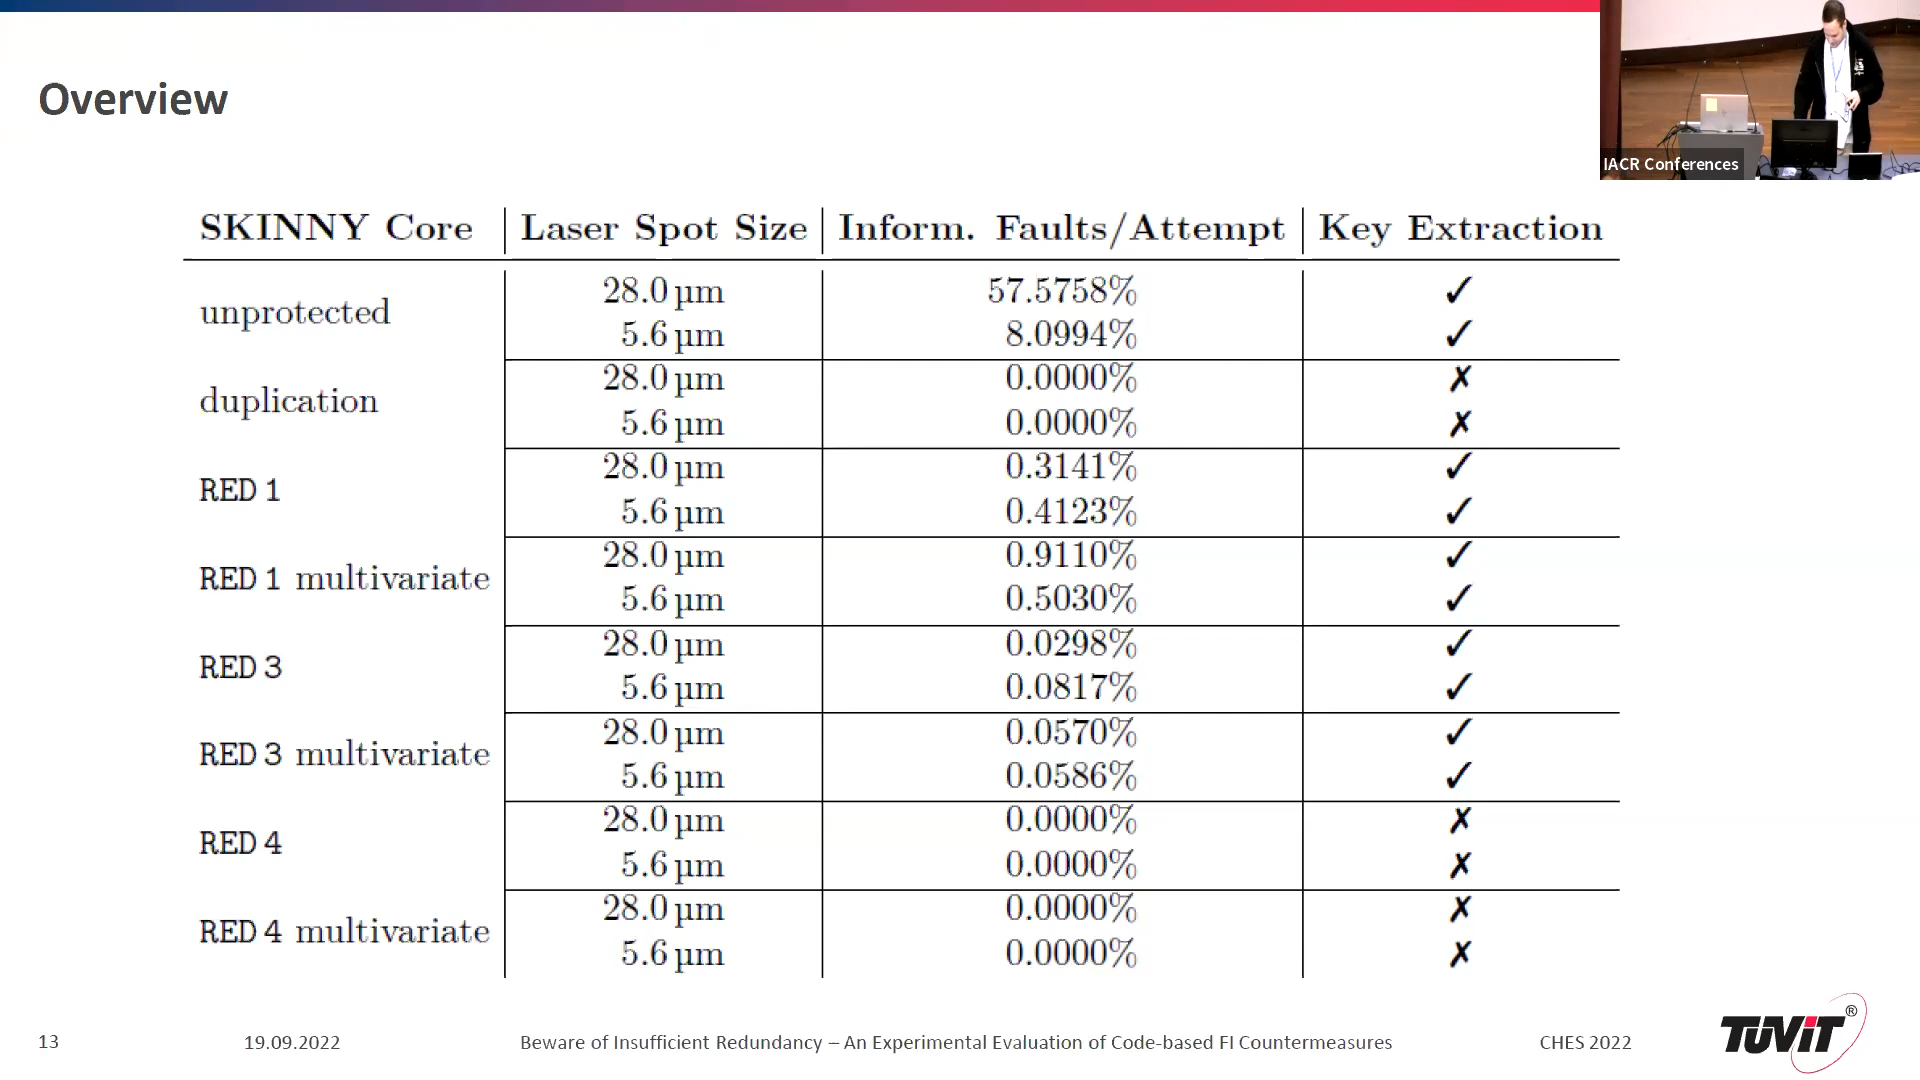 Overview
IACR Conferences
SKINNY Core Laser Spot Size Inform. Faults/Attempt Key Extraction
unprotected
28.0 µm 57.5758% ✓
5.6 µm 8.0994% ✓
duplication
28.0 µm 0.0000% ✗
5.6 µm 0.0000% ✗
RED 1
28.0 µm 0.3141% ✓
5.6 µm 0.4123% ✓
RED 1 multivariate
28.0 µm 0.9110% ✓
5.6 µm 0.5030% ✓
RED 3
28.0 µm 0.0298% ✓
5.6 µm 0.0817% ✓
RED 3 multivariate
28.0 µm 0.0570% ✓
5.6 µm 0.0586% ✓
RED 4
28.0 µm 0.0000% ✗
5.6 µm 0.0000% ✗
RED 4 multivariate
28.0 µm 0.0000% ✗
5.6 µm 0.0000% ✗
13 19.09.2022 Beware of Insufficient Redundancy – An Experimental Evaluation of Code-based FI Countermeasures CHES 2022
TÜViT ®